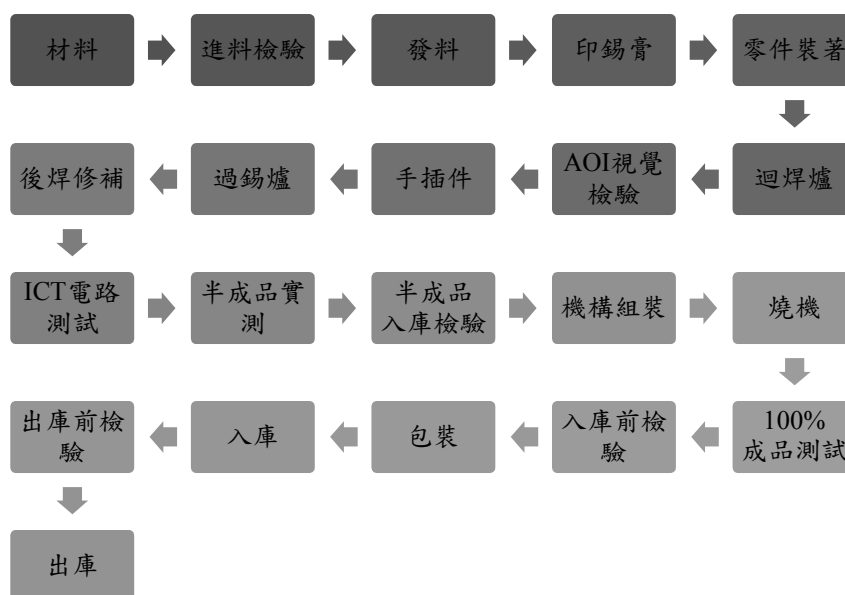 材料
進料檢驗
發料
印錫膏
零件裝著
迴焊爐
AOI視覺
檢驗
手插件
過錫爐
後焊修補
ICT電路
測試
半成品實
測
半成品
入庫檢驗
機構組裝
燒機
100%
成品測試
入庫前檢
驗
包裝
入庫
出庫前檢
驗
出庫